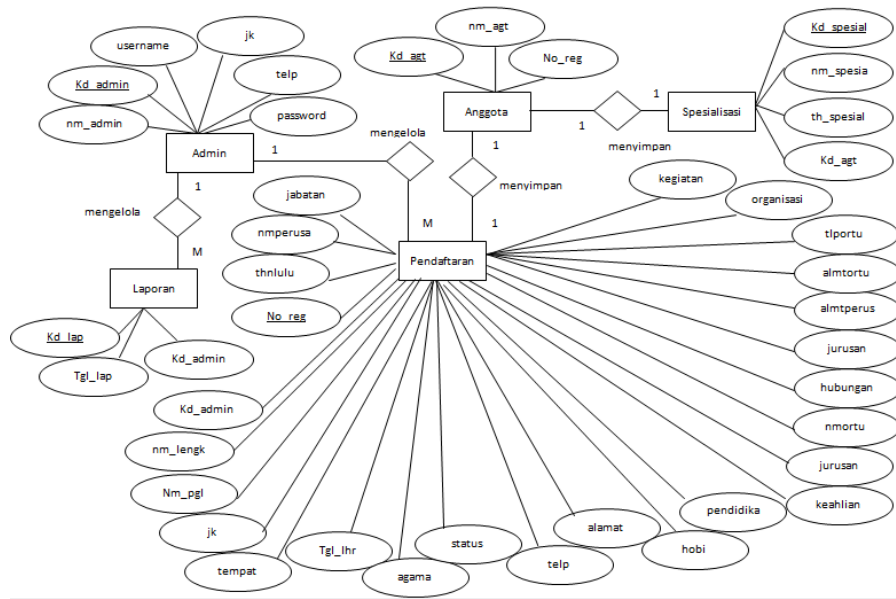 username
jk
Kd_admin
telp
nm_admin
password
Admin
nm_agt
Kd_agt
No_reg
Anggota
Kd_spesial
nm_spesia
th_spesial
Kd_agt
Spesialisasi
1
1
menyimpan
mengelola
1
M
1
menyimpan
1
1
mengelola
M
Laporan
Kd_lap
Tgl_lap
Kd_admin
Pendaftaran
jabatan
nmperusa
thnlulu
No_reg
Kd_admin
nm_lengk
Nm_pgl
jk
tempat
Tgl_lhr
agama
status
telp
alamat
hobi
pendidika
kegiatan
organisasi
tlportu
almtortu
almtperus
jurusan
hubungan
nmortu
jurusan
keahlian